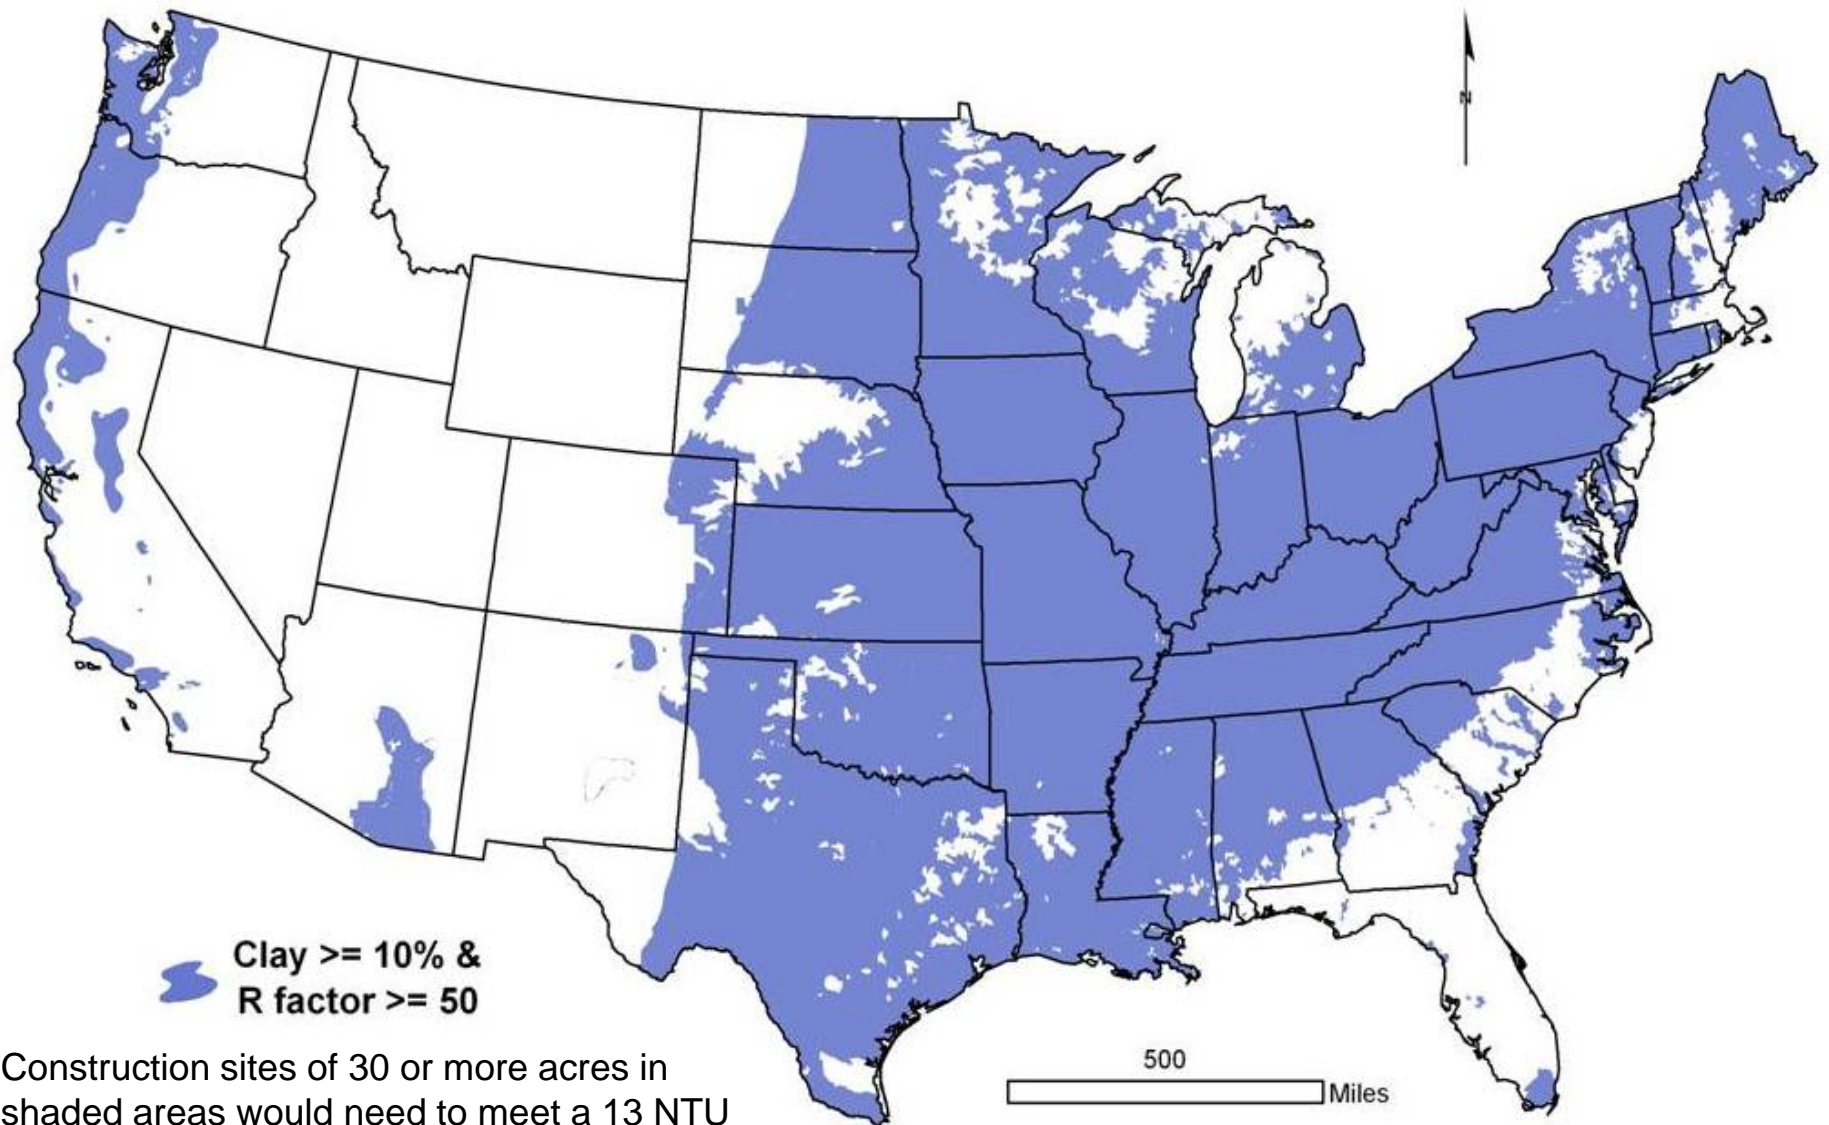 N
Clay >= 10% &
R factor >= 50
500
Miles
Construction sites of 30 or more acres in
shaded areas would need to meet a 13 NTU